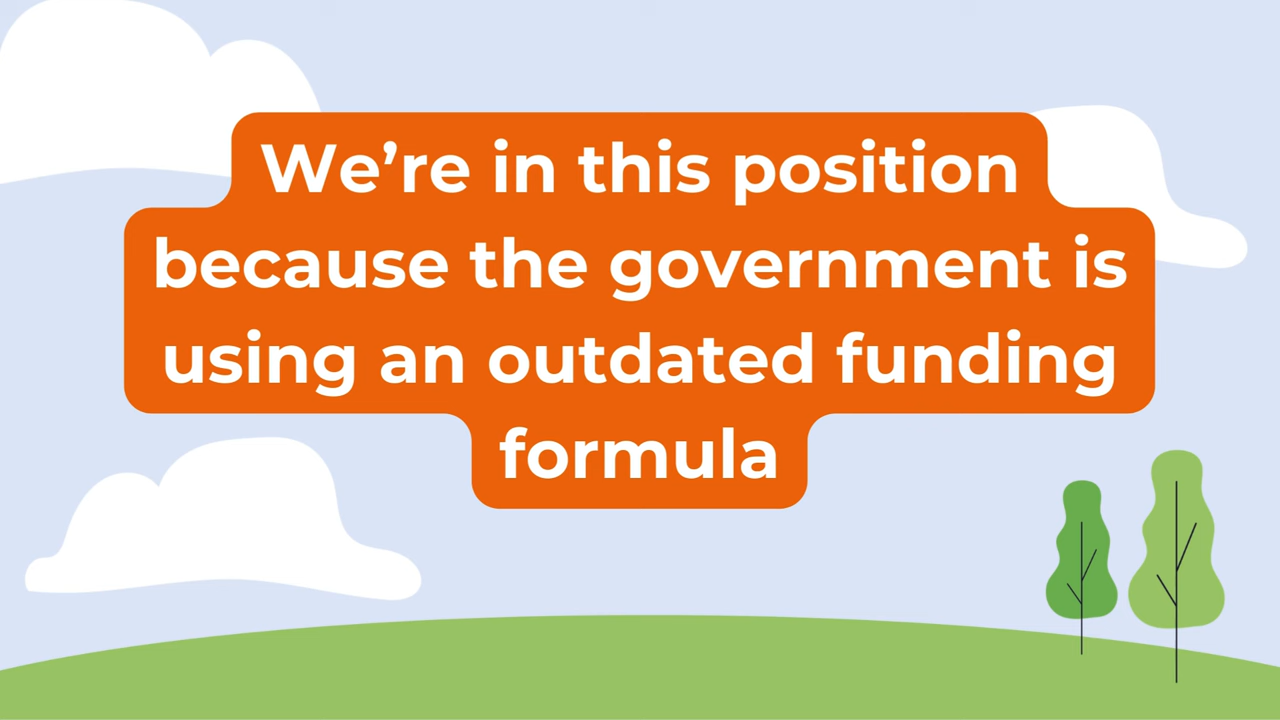 We’re in this position
because the government is
using an outdated funding
formula